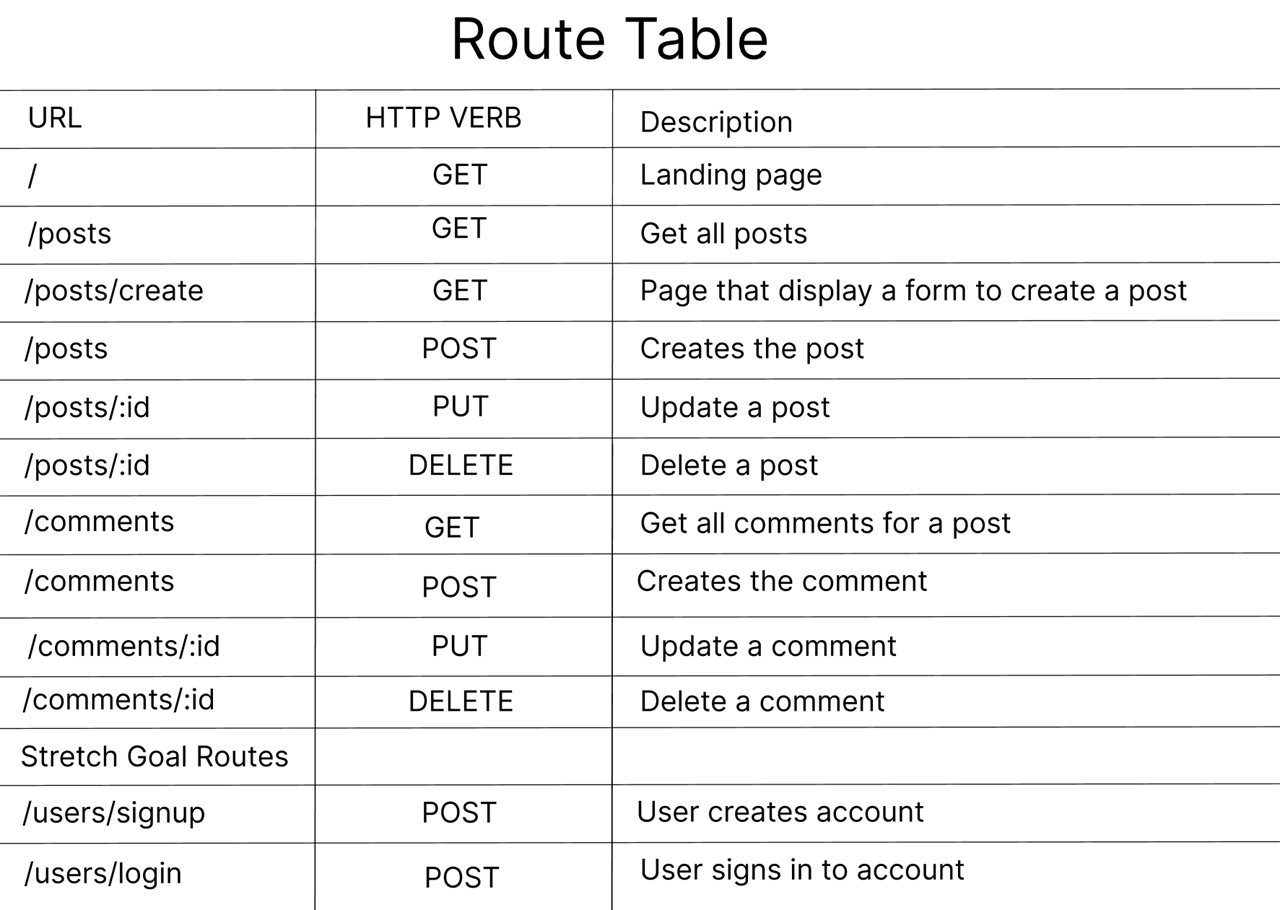 Route Table
URL HTTP VERB Description
/ GET Landing page
/posts GET Get all posts
/posts/create GET Page that display a form to create a post
/posts POST Creates the post
/posts/:id PUT Update a post
/posts/:id DELETE Delete a post
/comments GET Get all comments for a post
/comments POST Creates the comment
/comments/:id PUT Update a comment
/comments/:id DELETE Delete a comment
Stretch Goal Routes
/users/signup POST User creates account
/users/login POST User signs in to account